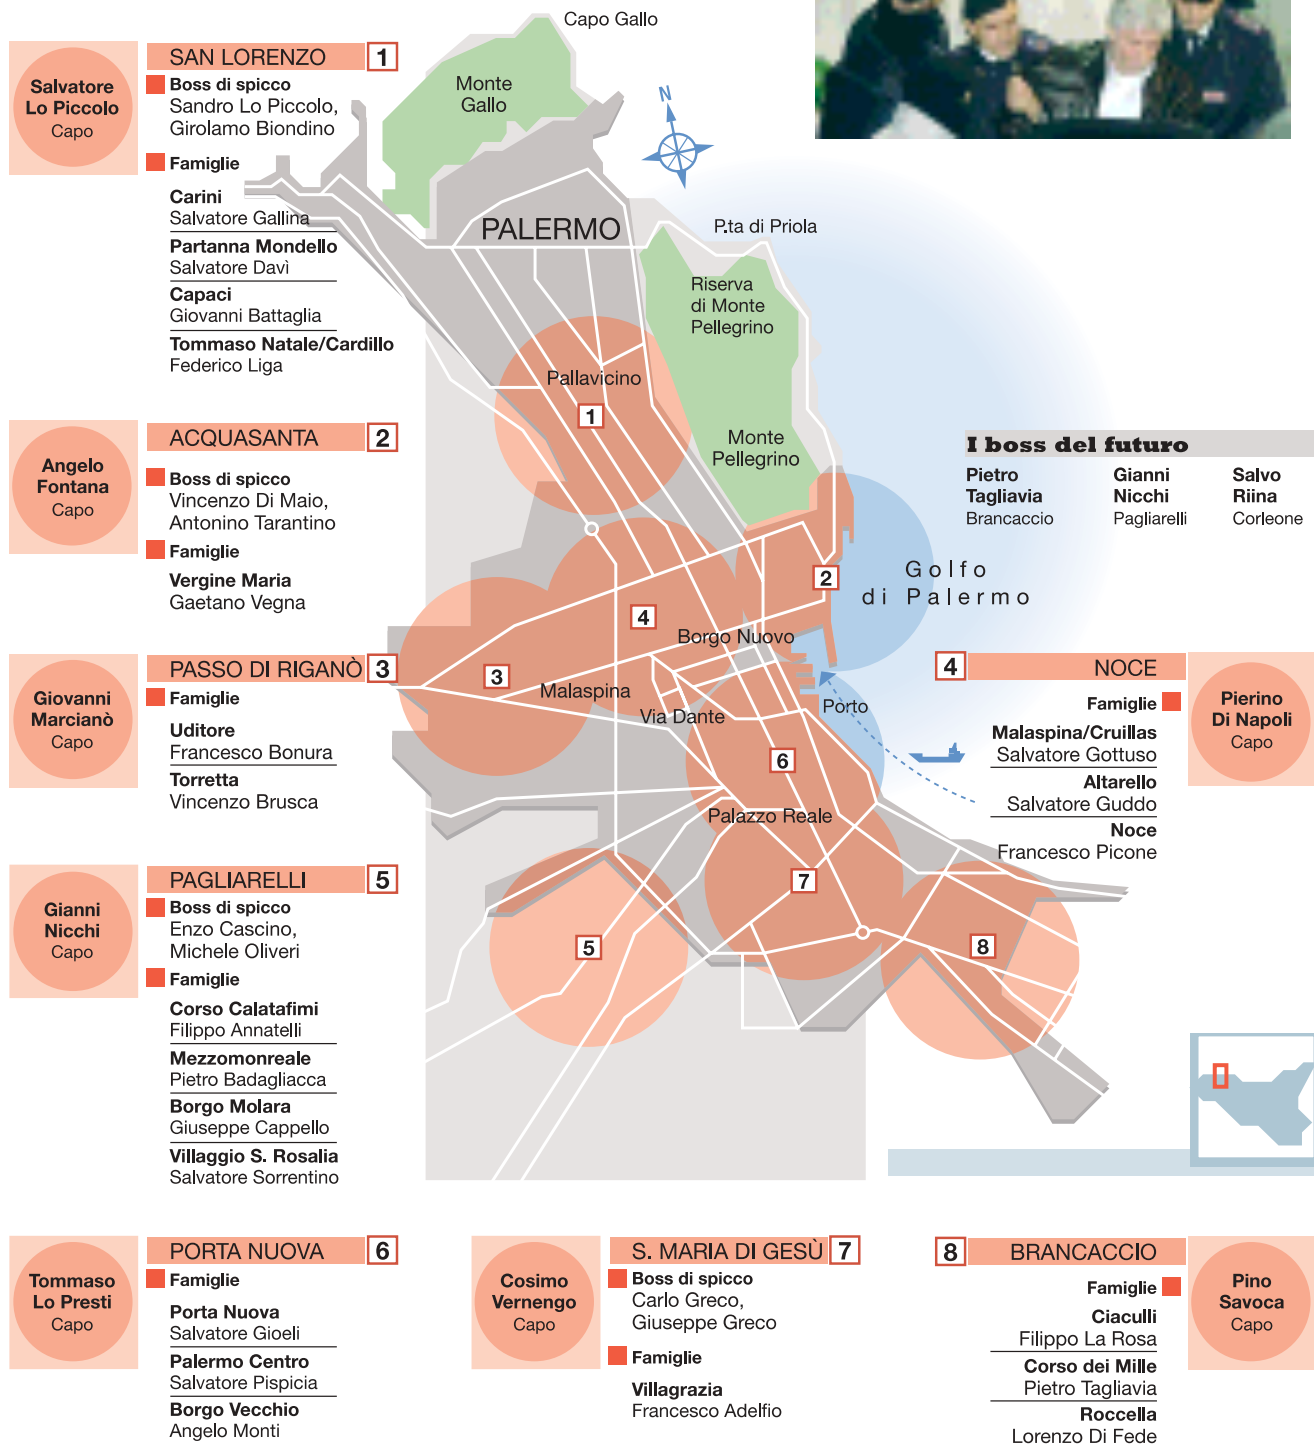 Capo Gallo
Monte
Gallo
N
PALERMO
P.ta di Priola
Riserva
di Monte
Pellegrino
Pallavicino
1
Monte
Pellegrino
2
Golfo
di Palermo
4
Borgo Nuovo
3
Malaspina
Via Dante
Porto
6
Palazzo Reale
7
5
8
Salvatore
Lo Piccolo
Capo
SAN LORENZO 1
Boss di spicco
Sandro Lo Piccolo,
Girolamo Biondino
Famiglie
Carini
Salvatore Gallina
Partanna Mondello
Salvatore Davì
Capaci
Giovanni Battaglia
Tommaso Natale/Cardillo
Federico Liga
Angelo
Fontana
Capo
ACQUASANTA 2
Boss di spicco
Vincenzo Di Maio,
Antonino Tarantino
Famiglie
Vergine Maria
Gaetano Vegna
Giovanni
Marcianò
Capo
PASSO DI RIGANÒ 3
Famiglie
Uditore
Francesco Bonura
Torretta
Vincenzo Brusca
I boss del futuro
Pietro
Tagliavia
Brancaccio
Gianni
Nicchi
Pagliarelli
Salvo
Riina
Corleone
4 NOCE
Pierino
Di Napoli
Capo
Famiglie
Malaspina/Cruillas
Salvatore Gottuso
Altarello
Salvatore Guddo
Noce
Francesco Picone
Gianni
Nicchi
Capo
PAGLIARELLI 5
Boss di spicco
Enzo Cascino,
Michele Oliveri
Famiglie
Corso Calatafimi
Filippo Annatelli
Mezzomonreale
Pietro Badagliacca
Borgo Molara
Giuseppe Cappello
Villaggio S. Rosalia
Salvatore Sorrentino
Tommaso
Lo Presti
Capo
PORTA NUOVA 6
Famiglie
Porta Nuova
Salvatore Gioeli
Palermo Centro
Salvatore Pispicia
Borgo Vecchio
Angelo Monti
Cosimo
Vernengo
Capo
S. MARIA DI GESÙ 7
Boss di spicco
Carlo Greco,
Giuseppe Greco
Famiglie
Villagrazia
Francesco Adelfio
8 BRANCACCIO
Pino
Savoca
Capo
Famiglie
Ciaculli
Filippo La Rosa
Corso dei Mille
Pietro Tagliavia
Roccella
Lorenzo Di Fede